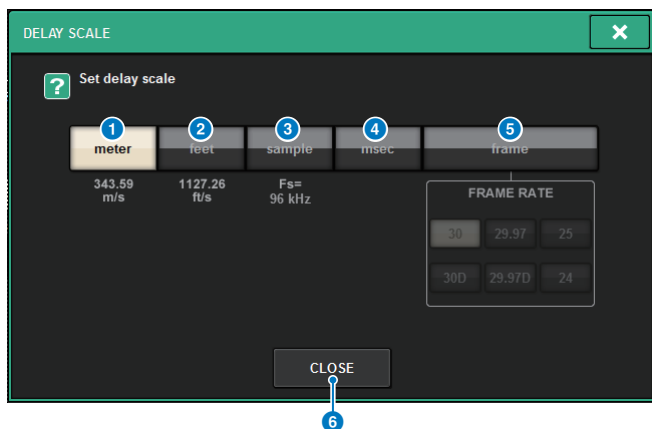 DELAY SCALE
?
Set delay scale
1 2 3 4 5
meter feet sample msec frame
343.59 m/s
1127.26 ft/s
Fs= 96 kHz
FRAME RATE
30 29.97 25
30D 29.97D 24
CLOSE
6